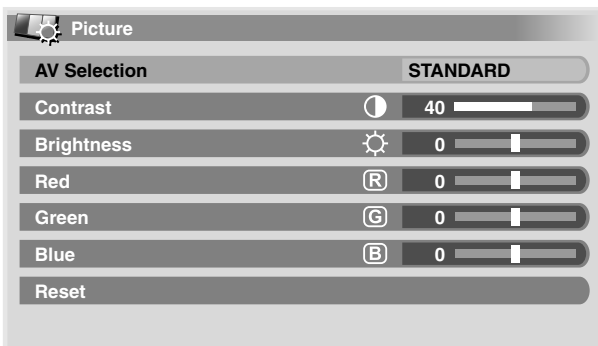 Picture
AV Selection STANDARD
Contrast 40
Brightness 0
Red R 0
Green G 0
Blue B 0
Reset